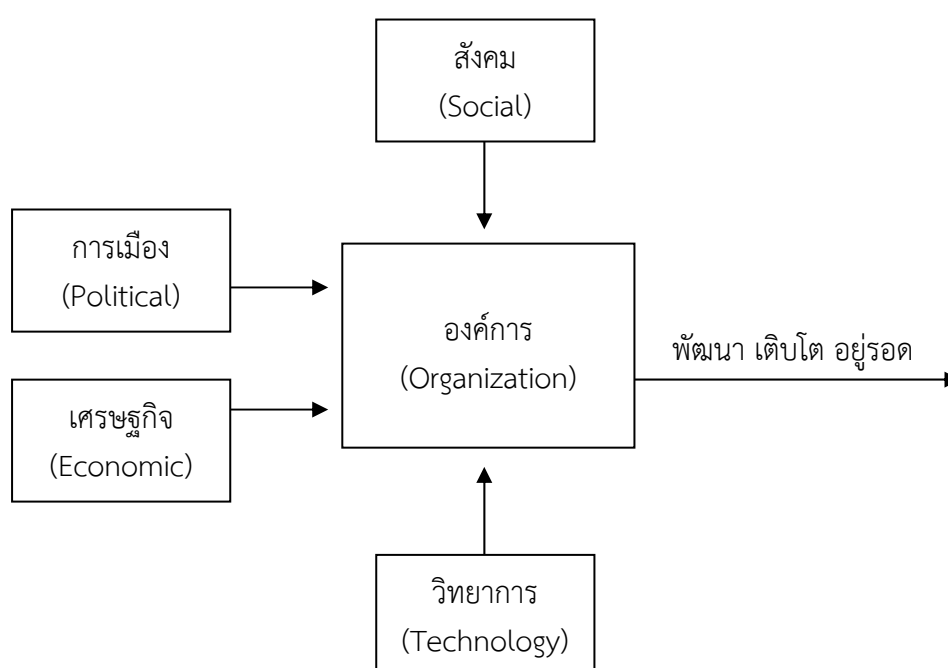 สังคม
(Social)
การเมือง
(Political)
องค์การ
(Organization)
พัฒนา เติบโต อยู่รอด
เศรษฐกิจ
(Economic)
วิทยาการ
(Technology)